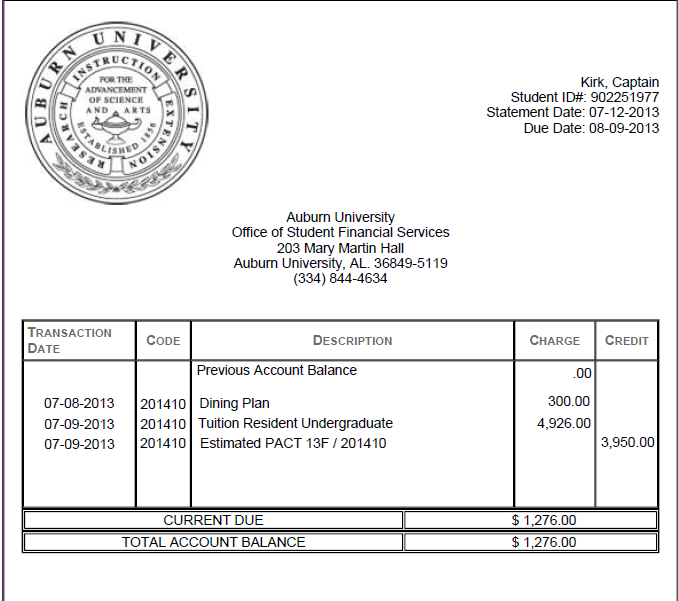 AUBURN UNIVERSITY
INSTRUCTION
EXTENSION
RESEARCH
FOR THE
ADVANCEMENT
OF SCIENCE
AND ARTS
ESTABLISHED 1856
Kirk, Captain
Student ID#: 902251977
Statement Date: 07-12-2013
Due Date: 08-09-2013
Auburn University
Office of Student Financial Services
203 Mary Martin Hall
Auburn University, AL. 36849-5119
(334) 844-4634
TRANSACTION DATE CODE DESCRIPTION CHARGE CREDIT
Previous Account Balance .00
07-08-2013 201410 Dining Plan 300.00
07-09-2013 201410 Tuition Resident Undergraduate 4,926.00
07-09-2013 201410 Estimated PACT 13F / 201410 3,950.00
CURRENT DUE $ 1,276.00
TOTAL ACCOUNT BALANCE $ 1,276.00